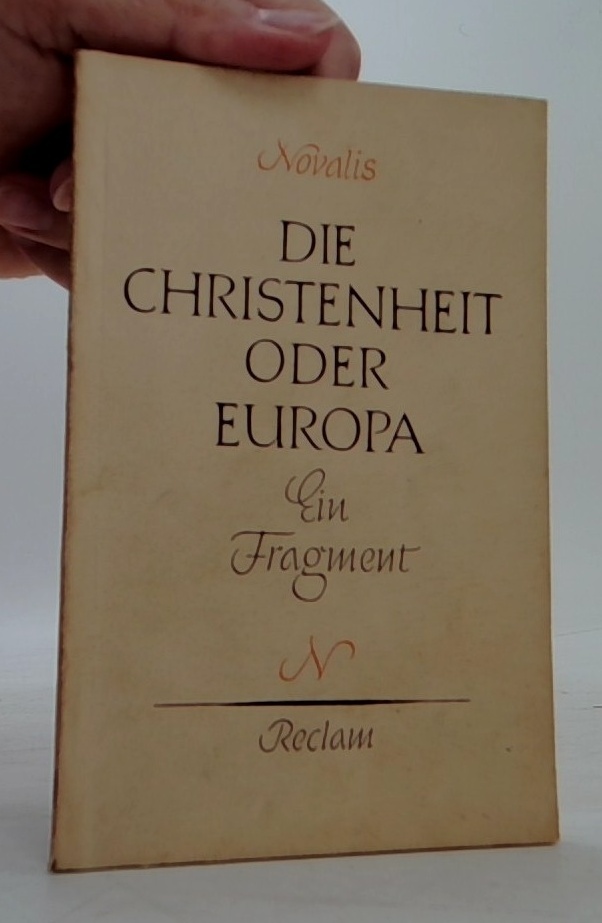 Novalis
DIE
CHRISTENHEIT
ODER
EUROPA
Ein
Fragment
N
Reclam